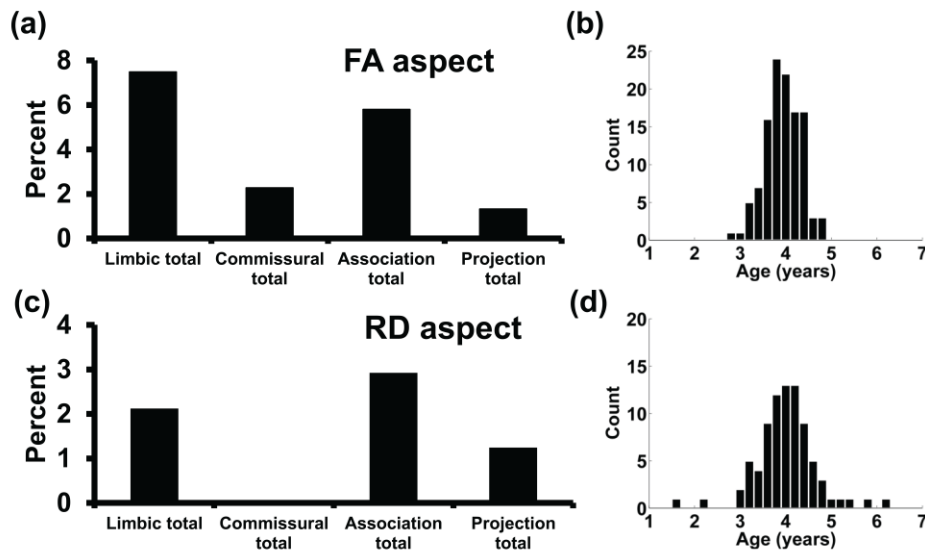 (a)
FA aspect
Percent
8
6
4
2
0
Limbic total
Commissural
total
Association
total
Projection
total
(b)
Count
25
20
15
10
5
0
1 2 3 4 5 6 7
Age (years)
(c)
RD aspect
Percent
4
3
2
1
0
Limbic total
Commissural
total
Association
total
Projection
total
(d)
Count
20
15
10
5
0
1 2 3 4 5 6 7
Age (years)